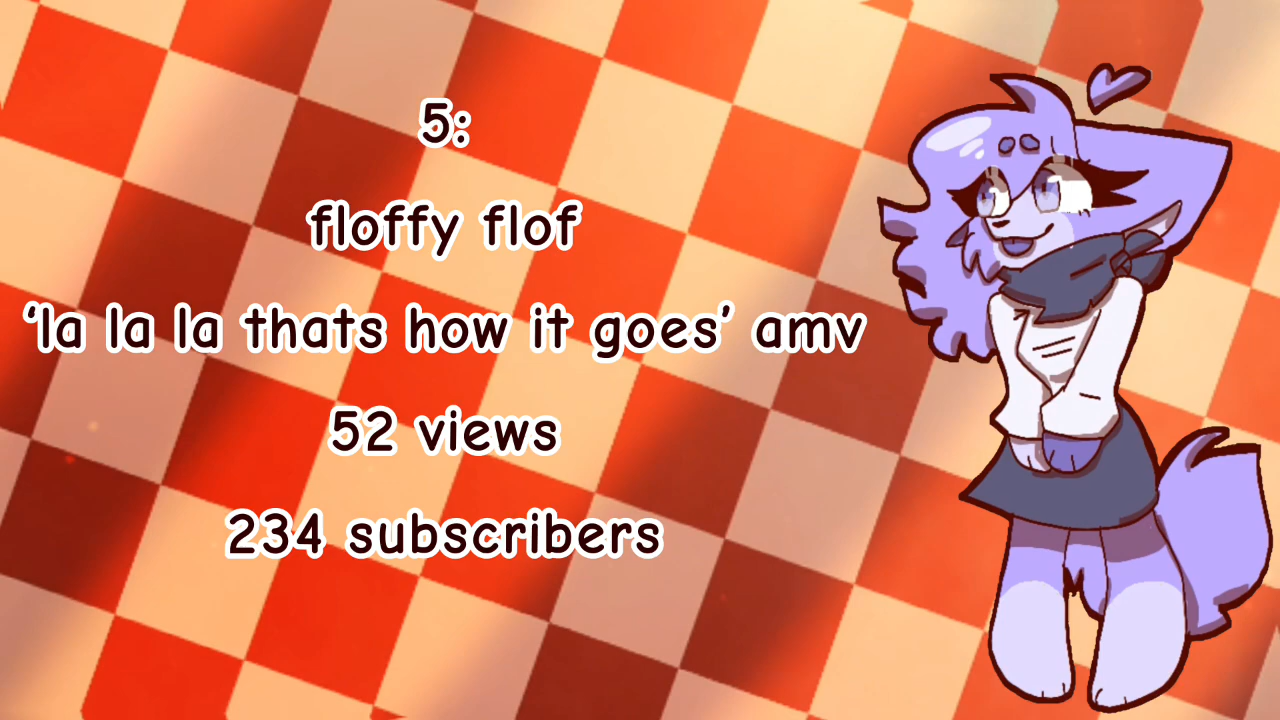 5:
floffy flof
‘la la la thats how it goes’ amv
52 views
234 subscribers